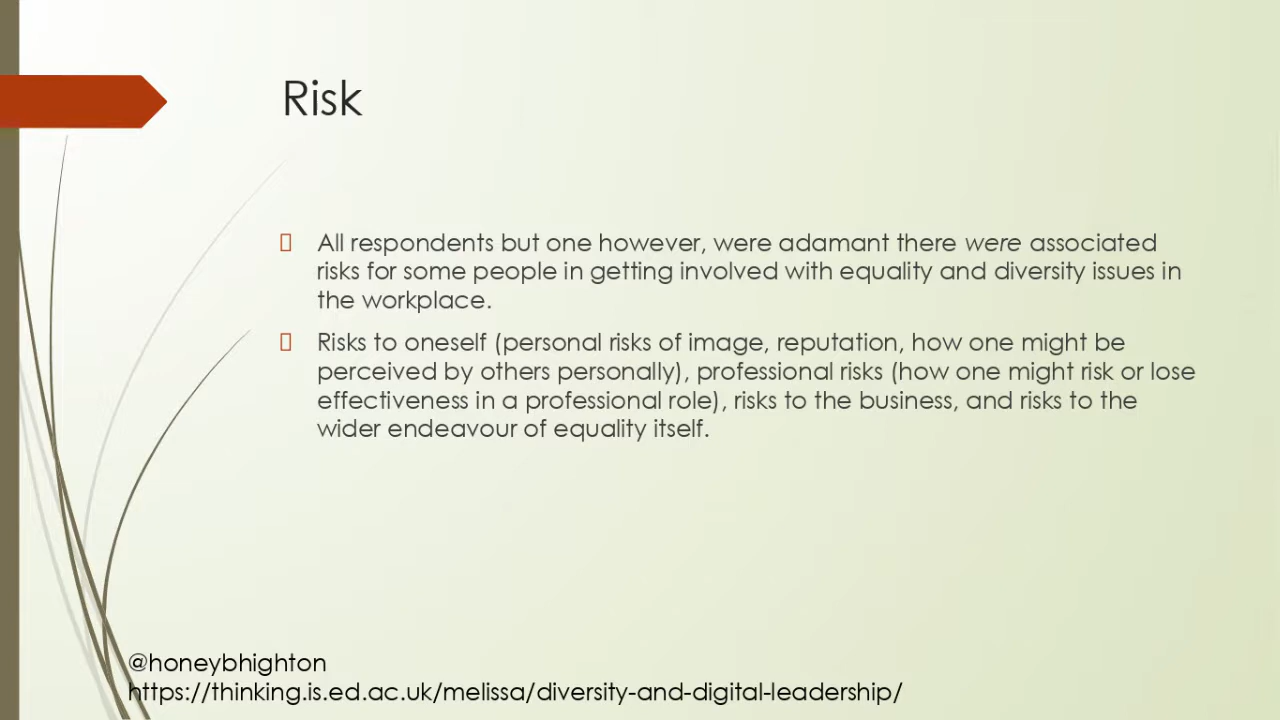 Risk
All respondents but one however, were adamant there were associated
risks for some people in getting involved with equality and diversity issues in
the workplace.
Risks to oneself (personal risks of image, reputation, how one might be
perceived by others personally), professional risks (how one might risk or lose
effectiveness in a professional role), risks to the business, and risks to the
wider endeavour of equality itself.
@honeybhighton
https://thinking.is.ed.ac.uk/melissa/diversity-and-digital-leadership/